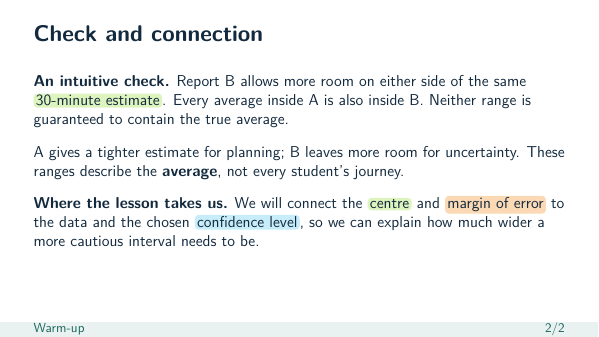 Check and connection
An intuitive check. Report B allows more room on either side of the same
30-minute estimate. Every average inside A is also inside B. Neither range is
guaranteed to contain the true average.
A gives a tighter estimate for planning; B leaves more room for uncertainty. These
ranges describe the average, not every student's journey.
Where the lesson takes us. We will connect the centre and margin of error to
the data and the chosen confidence level, so we can explain how much wider a
more cautious interval needs to be.
Warm-up 2/2